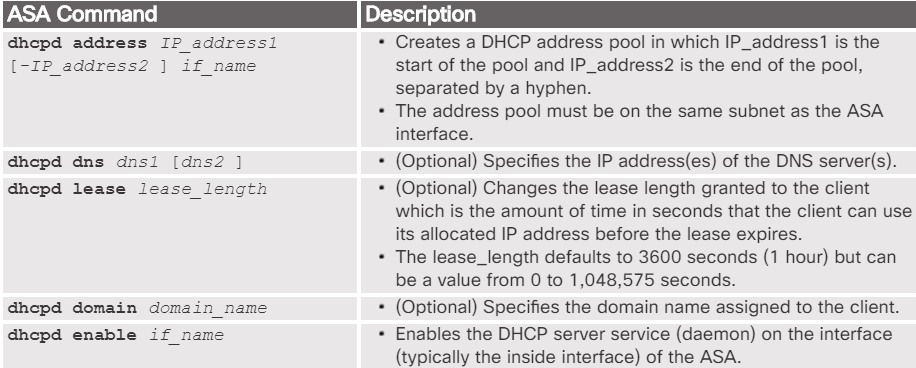 ASA Command Description
dhcpd address IP_address1
[-IP_address2 ] if_name
• Creates a DHCP address pool in which IP_address1 is the
start of the pool and IP_address2 is the end of the pool,
separated by a hyphen.
• The address pool must be on the same subnet as the ASA
interface.
dhcpd dns dns1 [dns2 ]
• (Optional) Specifies the IP address(es) of the DNS server(s).
dhcpd lease lease_length
• (Optional) Changes the lease length granted to the client
which is the amount of time in seconds that the client can use
its allocated IP address before the lease expires.
• The lease_length defaults to 3600 seconds (1 hour) but can
be a value from 0 to 1,048,575 seconds.
dhcpd domain domain_name
• (Optional) Specifies the domain name assigned to the client.
dhcpd enable if_name
• Enables the DHCP server service (daemon) on the interface
(typically the inside interface) of the ASA.